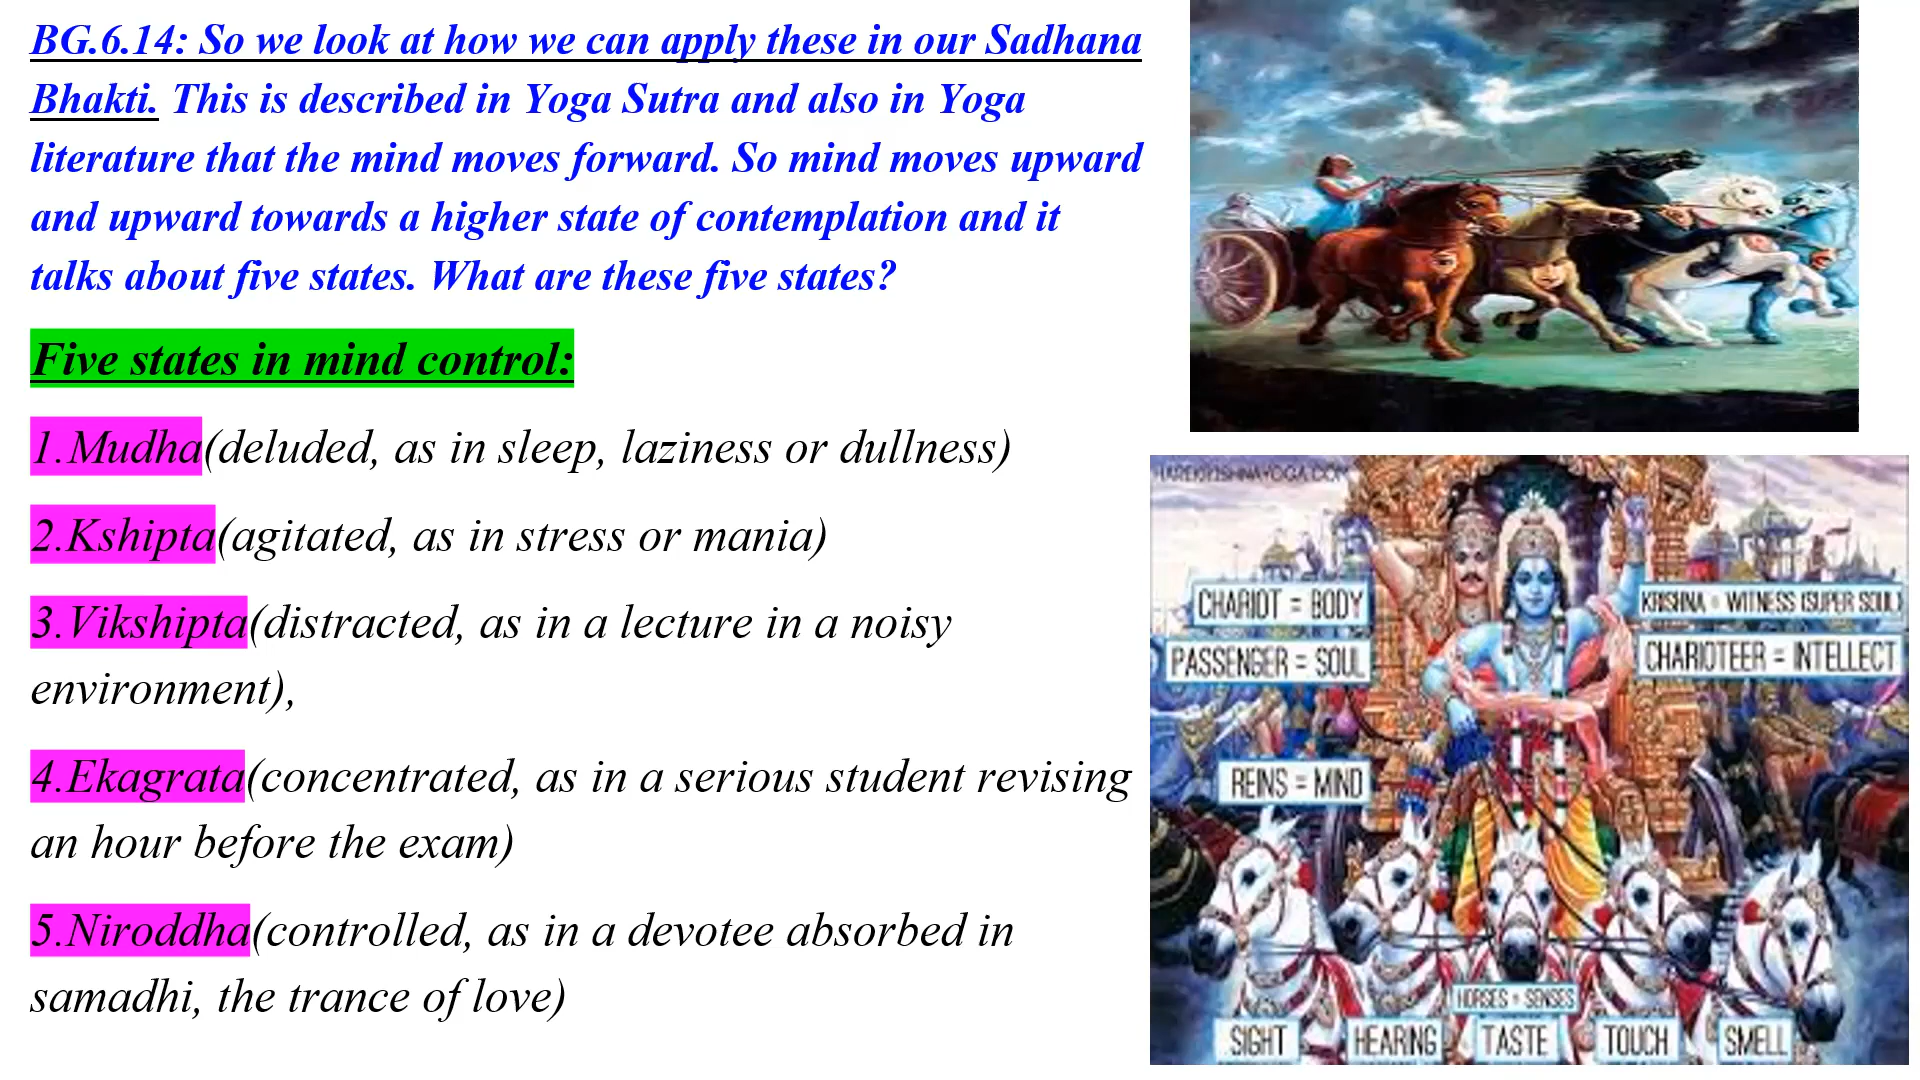 BG.6.14: So we look at how we can apply these in our Sadhana
Bhakti. This is described in Yoga Sutra and also in Yoga
literature that the mind moves forward. So mind moves upward
and upward towards a higher state of contemplation and it
talks about five states. What are these five states?
Five states in mind control:
1.Mudha(deluded, as in sleep, laziness or dullness)
2.Kshipta(agitated, as in stress or mania)
3.Vikshipta(distracted, as in a lecture in a noisy
environment),
4.Ekagrata(concentrated, as in a serious student revising
an hour before the exam)
5.Niroddha(controlled, as in a devotee absorbed in
samadhi, the trance of love)
HAREKRISHNAYOGA.COM
CHARIOT = BODY
KRISHNA = WITNESS (SUPER SOUL)
PASSENGER = SOUL
CHARIOTEER = INTELLECT
REINS = MIND
HORSES = SENSES
SIGHT
HEARING
TASTE
TOUCH
SMELL